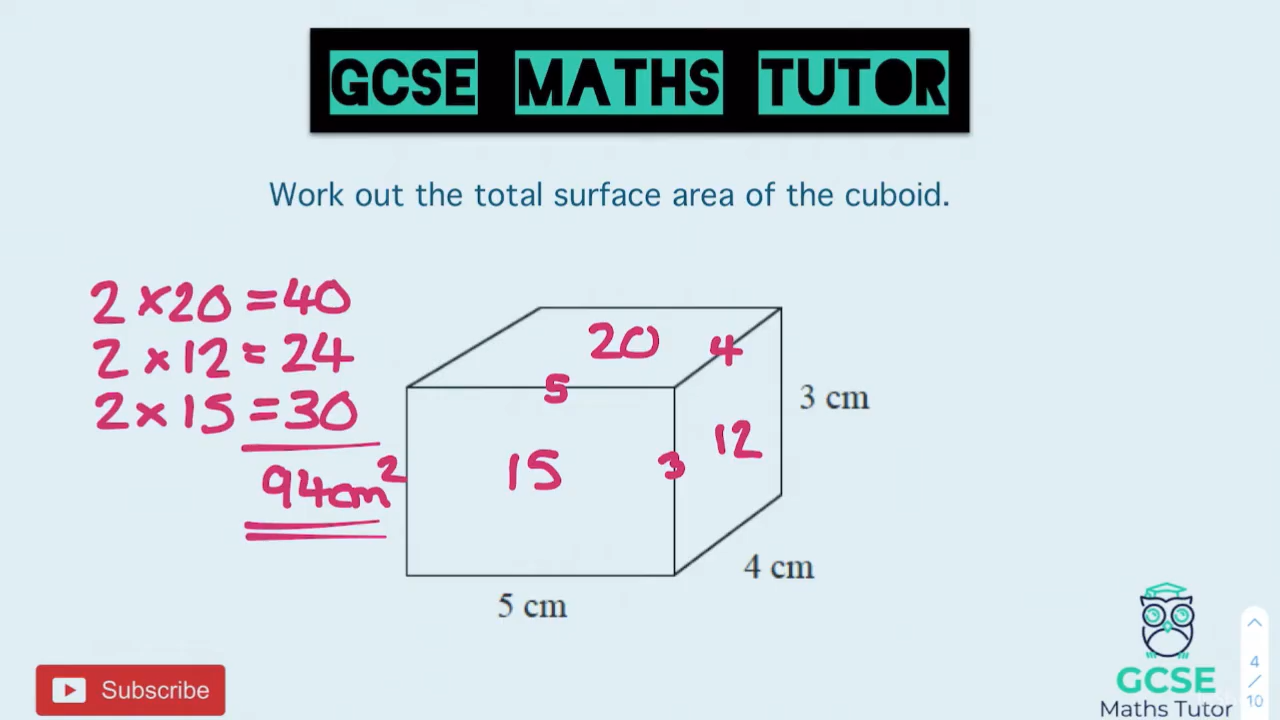 GCSE MATHS TUTOR
Work out the total surface area of the cuboid.
2 × 20 = 40
2 × 12 = 24
2 × 15 = 30
94cm²
20
4
5
3 cm
12
15
3
4 cm
5 cm
Subscribe
GCSE
Maths Tutor
4
/
10